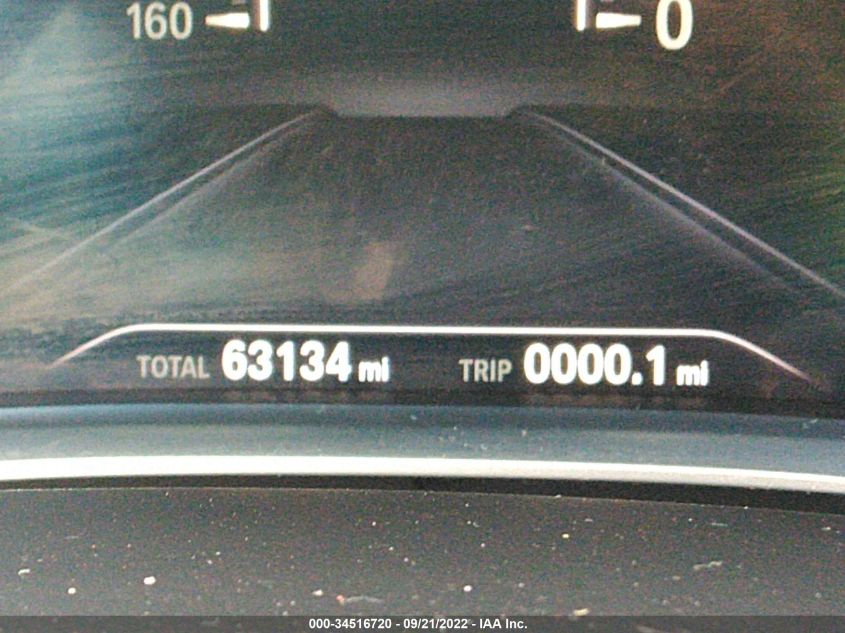 160 0
TOTAL 63134 mi TRIP 0000.1 mi
000-34516720 - 09/21/2022 - IAA Inc.